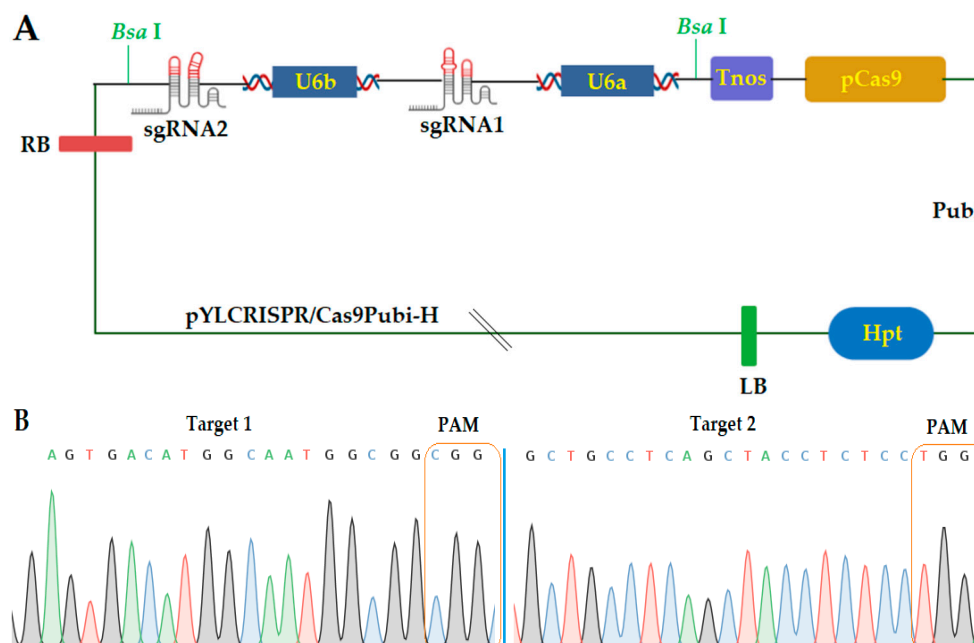 A
Bsa I
Bsa I
U6b
U6a
Tnos
pCas9
sgRNA2
sgRNA1
RB
Pub
pYLCRISPR/Cas9Pubi-H
Hpt
LB
B
Target 1 PAM Target 2 PAM
A G T G A C A T G G C A A T G G C G G C G G G C T G C C T C A G C T A C C T C T C C T G G